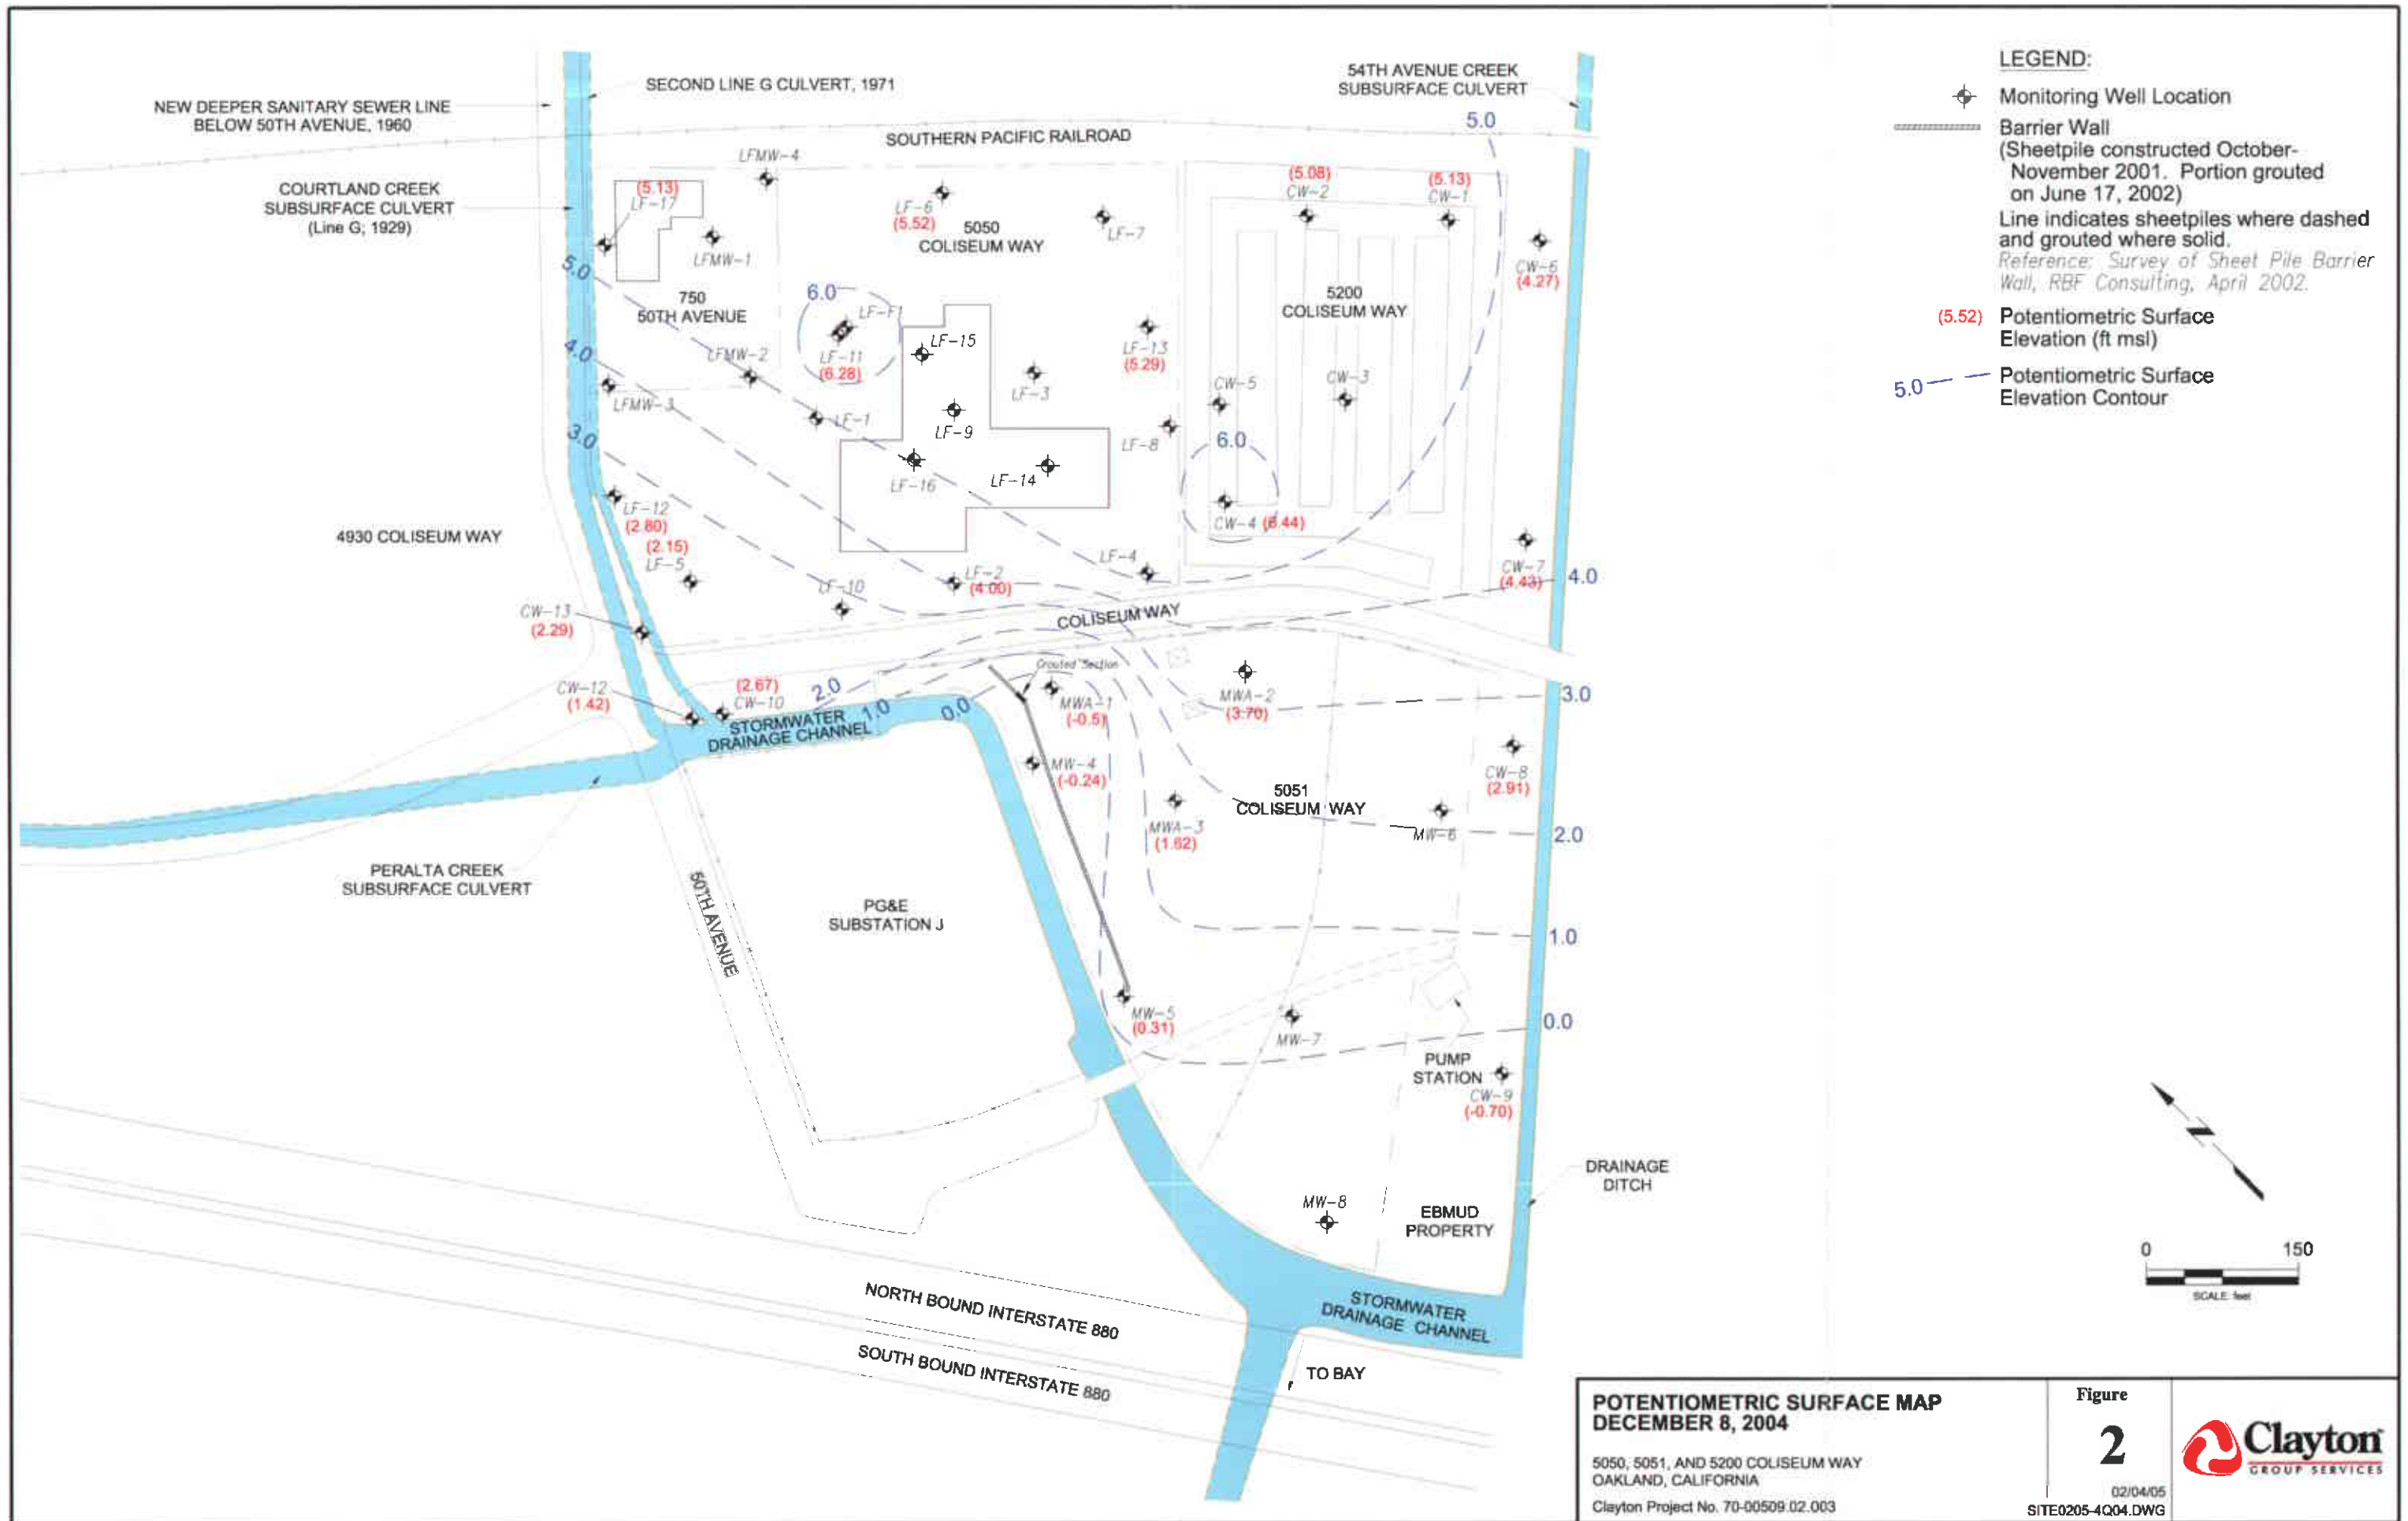 NEW DEEPER SANITARY SEWER LINE
BELOW 50TH AVENUE, 1960
SECOND LINE G CULVERT, 1971
54TH AVENUE CREEK
SUBSURFACE CULVERT
SOUTHERN PACIFIC RAILROAD
COURTLAND CREEK
SUBSURFACE CULVERT
(Line G; 1929)
5.0
LFMW-4
(5.13)
LF-17
LFMW-1
LF-6
(5.52)
5050
COLISEUM WAY
LF-7
(5.08)
CW-2
(5.13)
CW-1
CW-6
(4.27)
5.0
750
50TH AVENUE
6.0
LF-F1
LF-11
(6.28)
LF-15
LF-13
(5.29)
5200
COLISEUM WAY
4.0
LFMW-2
LFMW-3
LF-1
LF-9
LF-3
CW-5
CW-3
3.0
LF-8
6.0
LF-16
LF-14
CW-4 (6.44)
LF-12
(2.80)
(2.15)
LF-5
4930 COLISEUM WAY
LF-10
LF-2
(4.00)
LF-4
CW-7
(4.43)
4.0
CW-13
(2.29)
COLISEUM WAY
Grouted Section
CW-12
(1.42)
(2.67)
CW-10
2.0
1.0
0.0
STORMWATER
DRAINAGE CHANNEL
MWA-1
(-0.5)
MWA-2
(3.70)
3.0
MW-4
(-0.24)
CW-8
(2.91)
5051
COLISEUM WAY
MWA-3
(1.62)
MW-6
2.0
PERALTA CREEK
SUBSURFACE CULVERT
50TH AVENUE
PG&E
SUBSTATION J
1.0
MW-5
(0.31)
MW-7
0.0
PUMP
STATION
CW-9
(-0.70)
DRAINAGE
DITCH
MW-8
EBMUD
PROPERTY
NORTH BOUND INTERSTATE 880
SOUTH BOUND INTERSTATE 880
STORMWATER
DRAINAGE CHANNEL
TO BAY
LEGEND:
Monitoring Well Location
Barrier Wall
(Sheetpile constructed October-
November 2001. Portion grouted
on June 17, 2002)
Line indicates sheetpiles where dashed
and grouted where solid.
Reference: Survey of Sheet Pile Barrier
Wall, RBF Consulting, April 2002.
(5.52) Potentiometric Surface
Elevation (ft msl)
5.0 Potentiometric Surface
Elevation Contour
Z
0 150
SCALE: feet
POTENTIOMETRIC SURFACE MAP
DECEMBER 8, 2004
5050, 5051, AND 5200 COLISEUM WAY
OAKLAND, CALIFORNIA
Clayton Project No. 70-00509.02.003
Figure
2
02/04/05
SITE0205-4Q04.DWG
Clayton
GROUP SERVICES